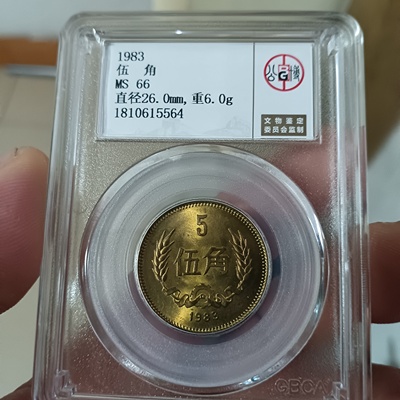 1983
伍 角
MS 66
直径26.0mm,重6.0g
1810615564
公 G 博
文物鉴定
委员会监制
5
伍角
1983
GBCA